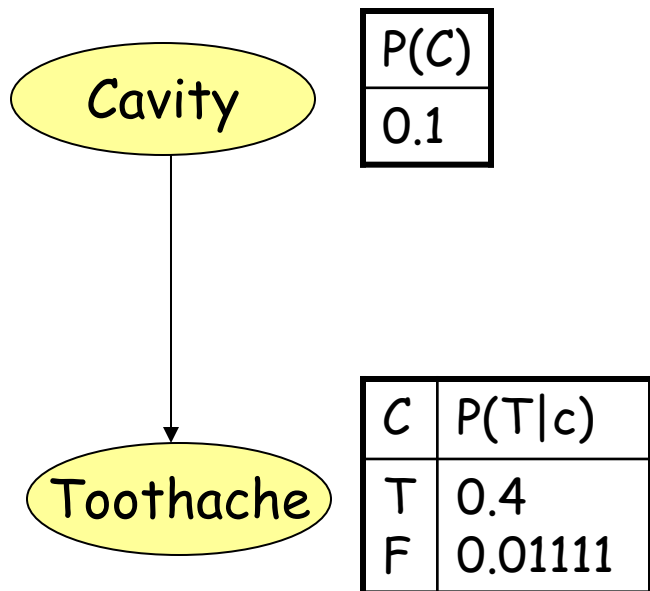 Cavity
P(C)
0.1
C P(T|c)
T 0.4
F 0.01111
Toothache